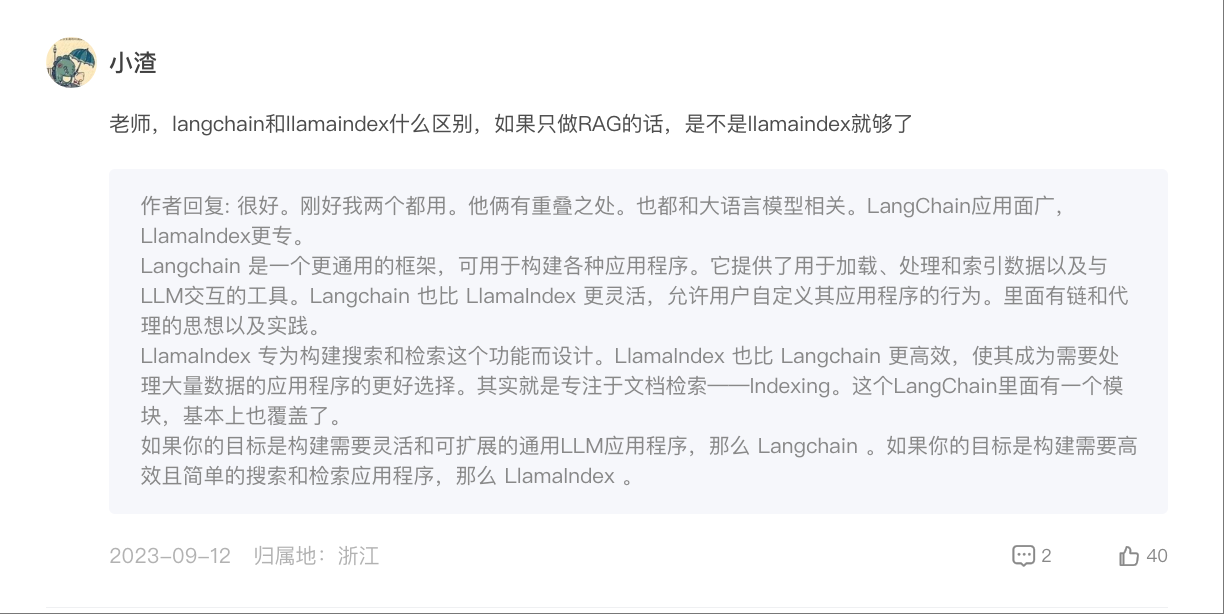 小渣
老师，langchain和llamaindex什么区别，如果只做RAG的话，是不是llamaindex就够了
作者回复: 很好。刚好我两个都用。他俩有重叠之处。也都和大语言模型相关。LangChain应用面广，
LlamaIndex更专。
Langchain 是一个更通用的框架，可用于构建各种应用程序。它提供了用于加载、处理和索引数据以及与
LLM交互的工具。Langchain 也比 LlamaIndex 更灵活，允许用户自定义其应用程序的行为。里面有链和代
理的思想以及实践。
LlamaIndex 专为构建搜索和检索这个功能而设计。LlamaIndex 也比 Langchain 更高效，使其成为需要处
理大量数据的应用程序的更好选择。其实就是专注于文档检索——Indexing。这个LangChain里面有一个模
块，基本上也覆盖了。
如果你的目标是构建需要灵活和可扩展的通用LLM应用程序，那么 Langchain 。如果你的目标是构建需要高
效且简单的搜索和检索应用程序，那么 LlamaIndex 。
2023-09-12 归属地：浙江 2 40